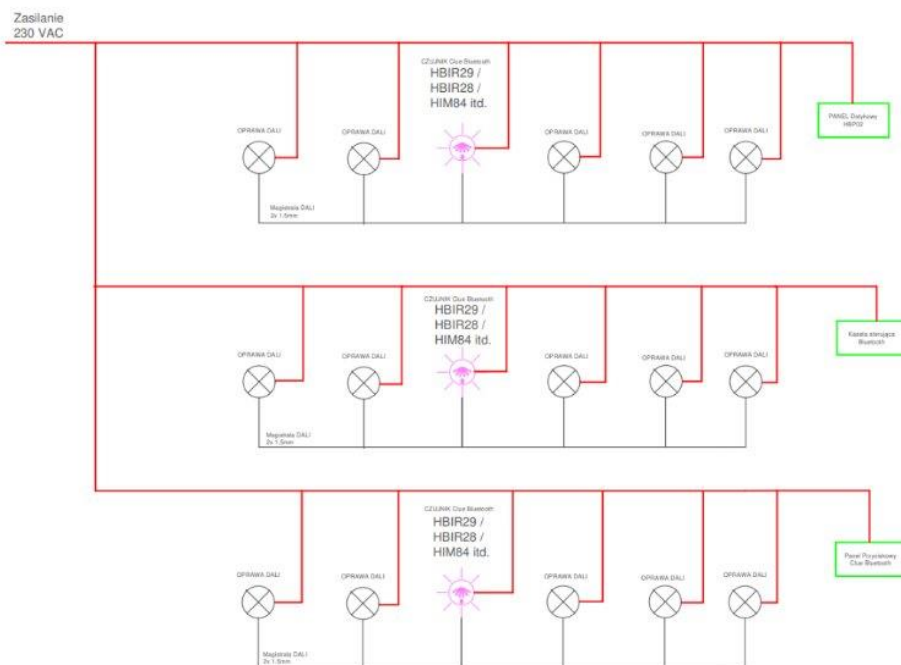 Zasilanie
230 VAC
CZUJNIK Clue Bluetooth
HBIR29 /
HBIR28 /
HIM84 itd.
PANEL Dotykowy
HBP02
OPRAWA DALI
OPRAWA DALI
OPRAWA DALI
OPRAWA DALI
OPRAWA DALI
Magistrala DALI
2x 1,5mm
CZUJNIK Clue Bluetooth
HBIR29 /
HBIR28 /
HIM84 itd.
Kaseta sterująca
Bluetooth
OPRAWA DALI
OPRAWA DALI
OPRAWA DALI
OPRAWA DALI
OPRAWA DALI
Magistrala DALI
2x 1,5mm
CZUJNIK Clue Bluetooth
HBIR29 /
HBIR28 /
HIM84 itd.
Panel Przyciskowy
Clue Bluetooth
OPRAWA DALI
OPRAWA DALI
OPRAWA DALI
OPRAWA DALI
OPRAWA DALI
Magistrala DALI
2x 1,5mm